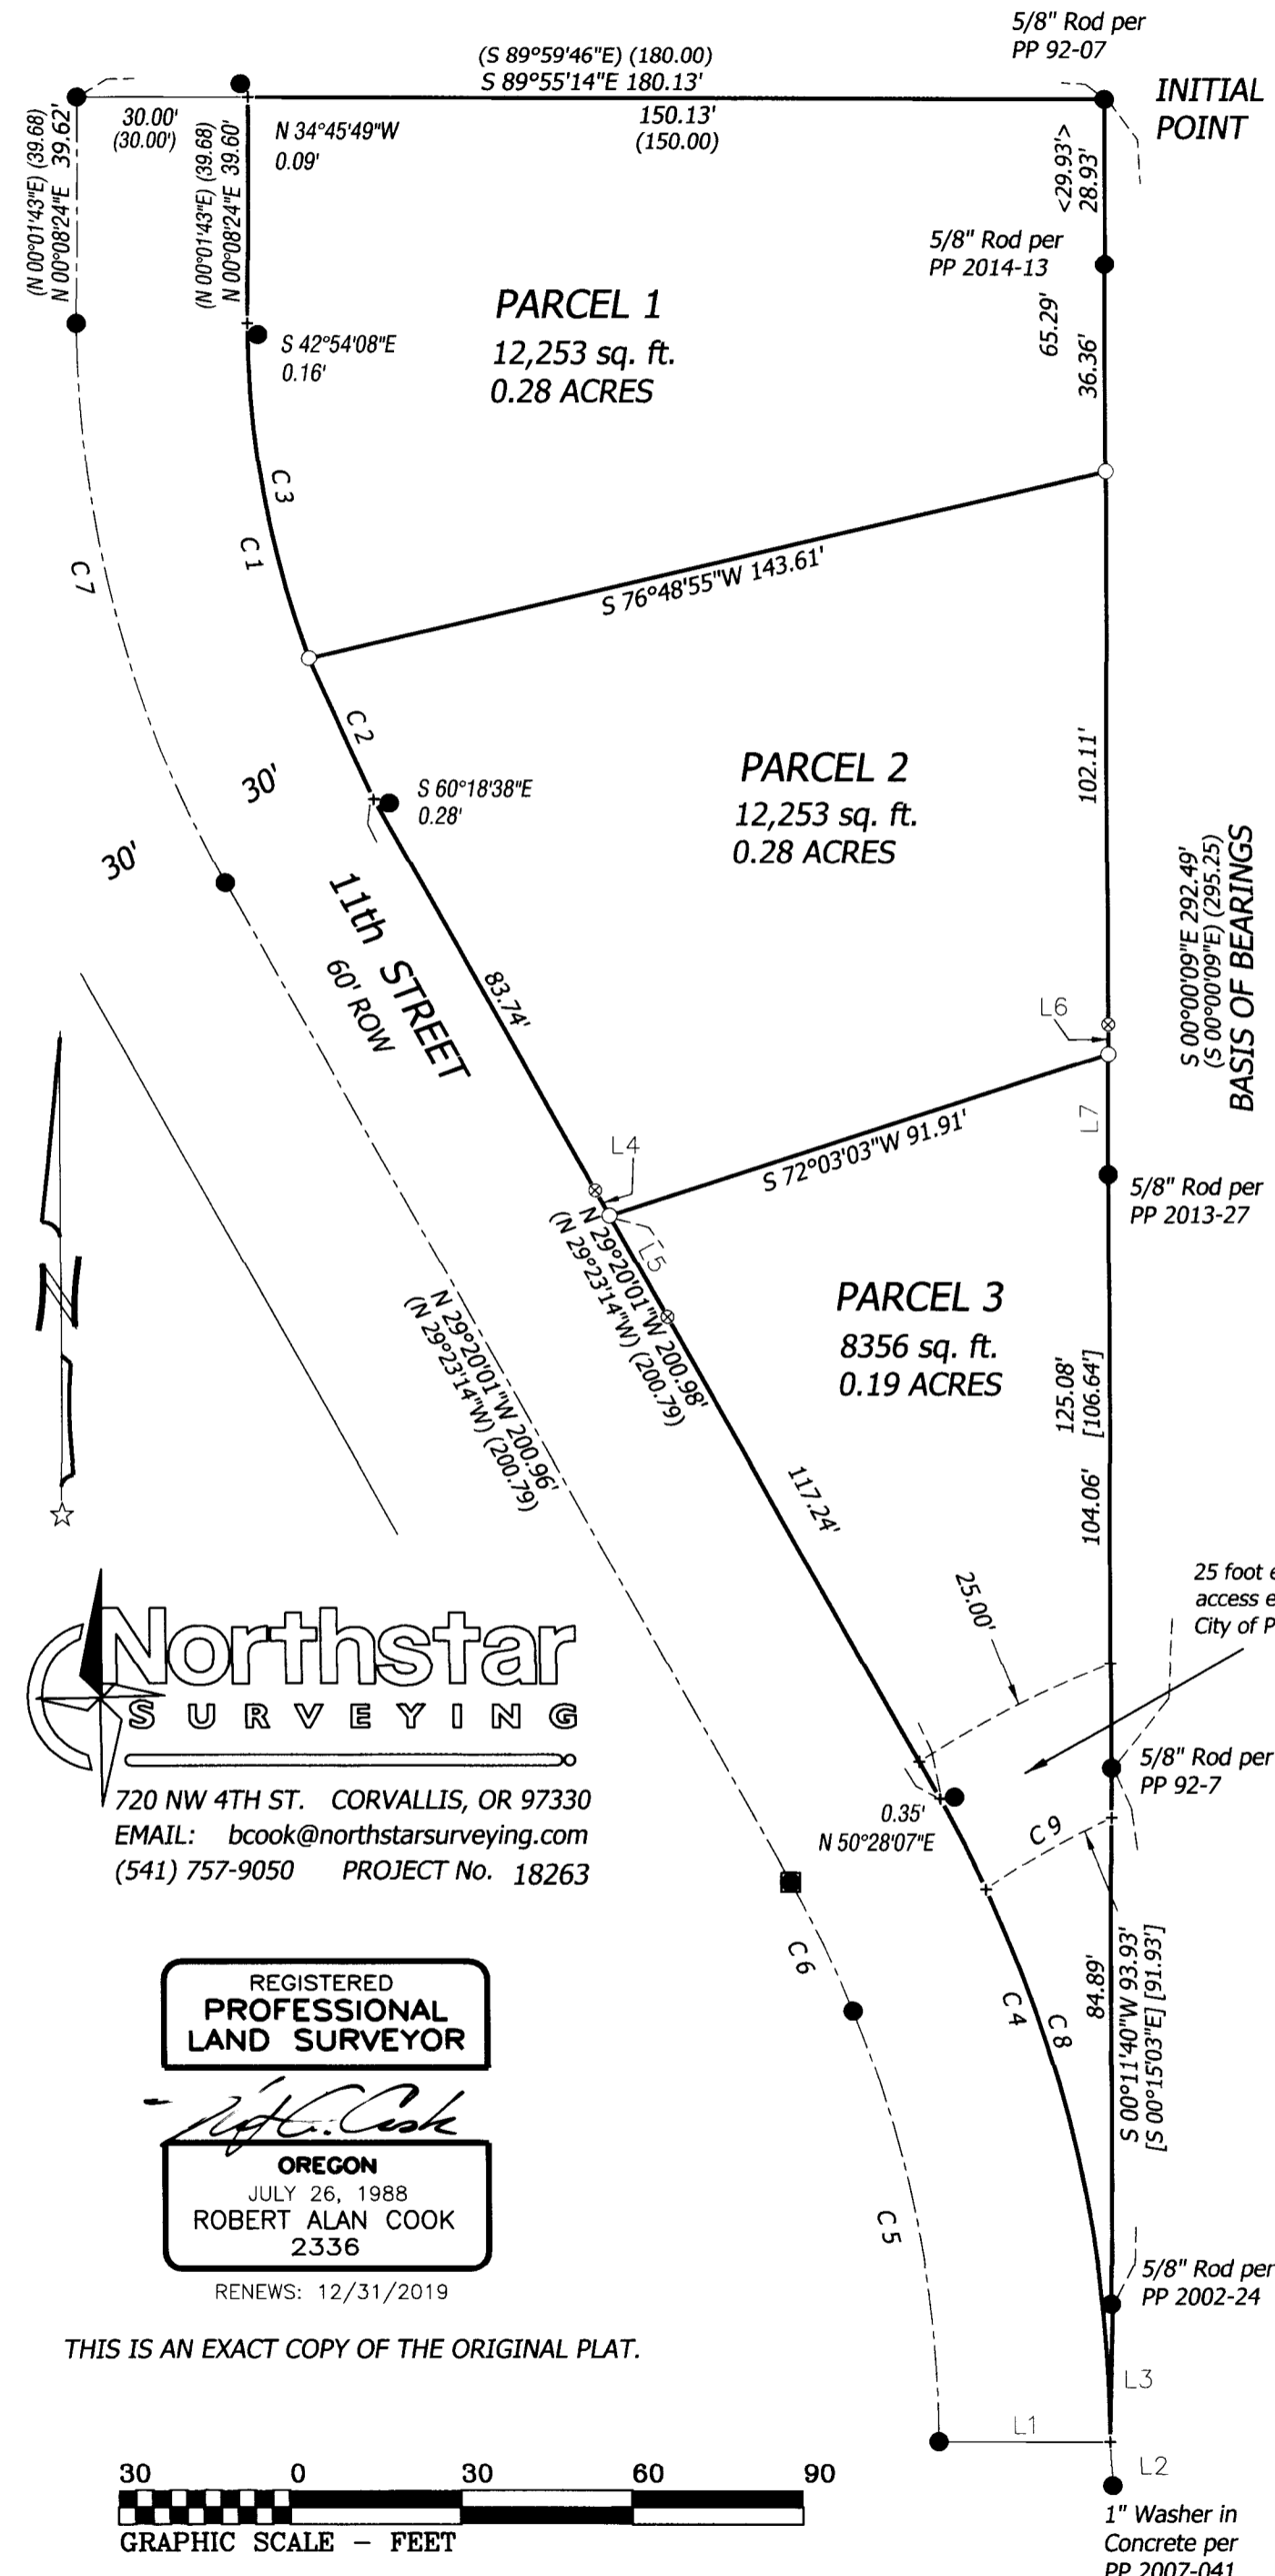 5/8" Rod per
PP 92-07
INITIAL
POINT
(S 89°59'46"E) (180.00)
S 89°55'14"E 180.13'
30.00'
(30.00')
150.13'
(150.00)
N 34°45'49"W
0.09'
(N 00°01'43"E) (39.68)
N 00°08'24"E 39.62'
(N 00°01'43"E) (39.68)
N 00°08'24"E 39.60'
<29.93'>
28.93'
5/8" Rod per
PP 2014-13
65.29'
36.36'
PARCEL 1
12,253 sq. ft.
0.28 ACRES
S 42°54'08"E
0.16'
C 3
C 1
C 7
S 76°48'55"W 143.61'
C 2
30'
30'
S 60°18'38"E
0.28'
PARCEL 2
12,253 sq. ft.
0.28 ACRES
102.11'
S 00°00'09"E 292.49'
(S 00°00'09"E) (295.25)
BASIS OF BEARINGS
11th STREET
60' ROW
83.74'
L6
L7
L4
S 72°03'03"W 91.91'
5/8" Rod per
PP 2013-27
L5
N 29°20'01"W 200.98'
(N 29°23'14"W) (200.79)
N 29°20'01"W 200.96'
(N 29°23'14"W) (200.79)
PARCEL 3
8356 sq. ft.
0.19 ACRES
125.08'
[106.64']
104.06'
117.24'
N
25.00'
25 foot e
access e
City of P
5/8" Rod per
PP 92-7
0.35'
N 50°28'07"E
C 9
Northstar
SURVEYING
720 NW 4TH ST. CORVALLIS, OR 97330
EMAIL: bcook@northstarsurveying.com
(541) 757-9050 PROJECT No. 18263
C 6
C 4
C 8
84.89'
S 00°11'40"W 93.93'
[S 00°15'03"E] [91.93']
REGISTERED
PROFESSIONAL
LAND SURVEYOR
OREGON
JULY 26, 1988
ROBERT ALAN COOK
2336
RENEWS: 12/31/2019
C 5
5/8" Rod per
PP 2002-24
THIS IS AN EXACT COPY OF THE ORIGINAL PLAT.
L3
L1
L2
1" Washer in
Concrete per
PP 2007-041
30 0 30 60 90
GRAPHIC SCALE – FEET